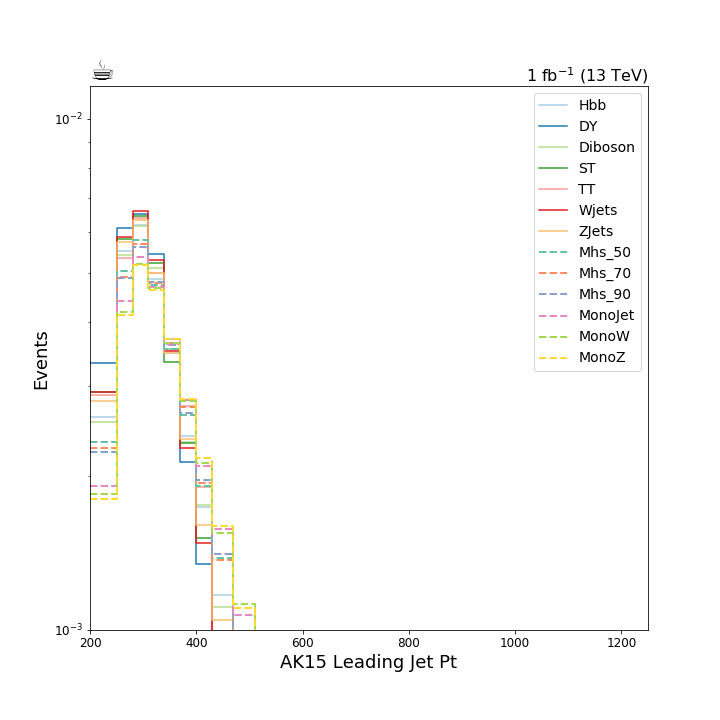 1 fb⁻¹ (13 TeV)
10⁻²
10⁻³
Events
200 400 600 800 1000 1200
AK15 Leading Jet Pt
Hbb
DY
Diboson
ST
TT
Wjets
ZJets
Mhs_50
Mhs_70
Mhs_90
MonoJet
MonoW
MonoZ